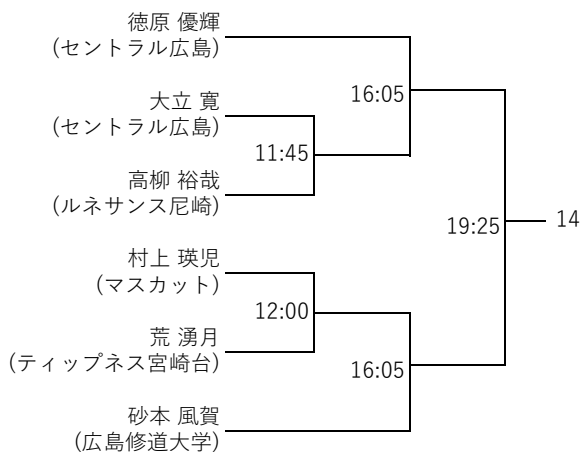 徳原 優輝
(セントラル広島)
16:05
大立 寛
(セントラル広島)
11:45
高柳 裕哉
(ルネサンス尼崎)
19:25
14
村上 瑛児
(マスカット)
12:00
荒 湧月
(ティップネス宮崎台)
16:05
砂本 風賀
(広島修道大学)